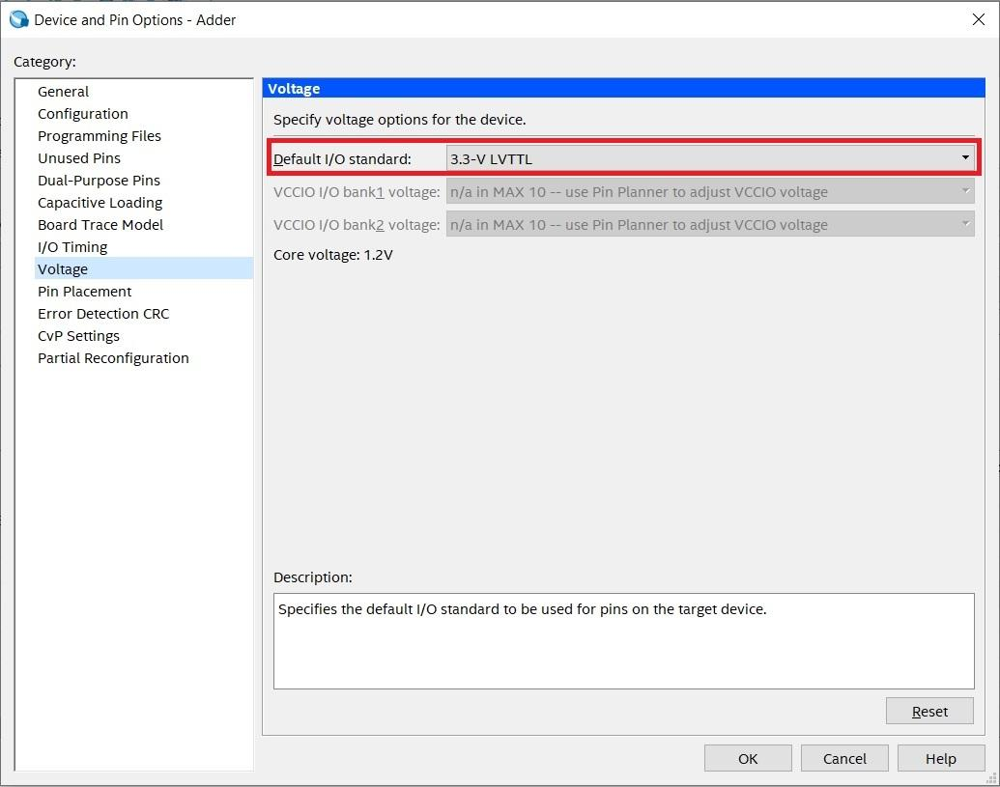 Device and Pin Options - Adder
Category:
General
Configuration
Programming Files
Unused Pins
Dual-Purpose Pins
Capacitive Loading
Board Trace Model
I/O Timing
Voltage
Pin Placement
Error Detection CRC
CvP Settings
Partial Reconfiguration
Voltage
Specify voltage options for the device.
Default I/O standard: 3.3-V LVTTL
VCCIO I/O bank1 voltage: n/a in MAX 10 -- use Pin Planner to adjust VCCIO voltage
VCCIO I/O bank2 voltage: n/a in MAX 10 -- use Pin Planner to adjust VCCIO voltage
Core voltage: 1.2V
Description:
Specifies the default I/O standard to be used for pins on the target device.
Reset
OK Cancel Help